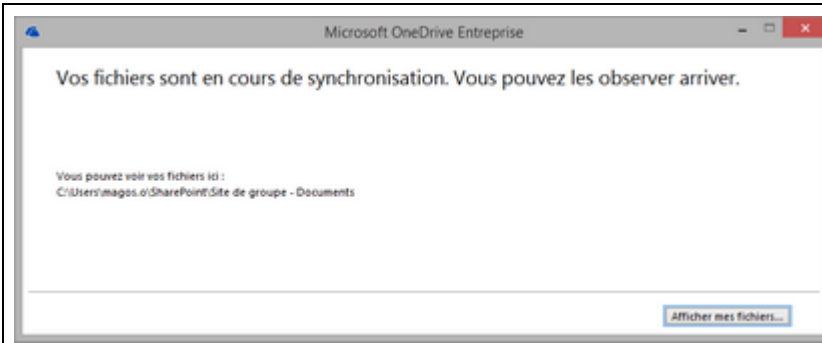 Microsoft OneDrive Entreprise
Vos fichiers sont en cours de synchronisation. Vous pouvez les observer arriver.
Vous pouvez voir vos fichiers ici :
C:\Users\magos.o\SharePoint\Site de groupe - Documents
Afficher mes fichiers...